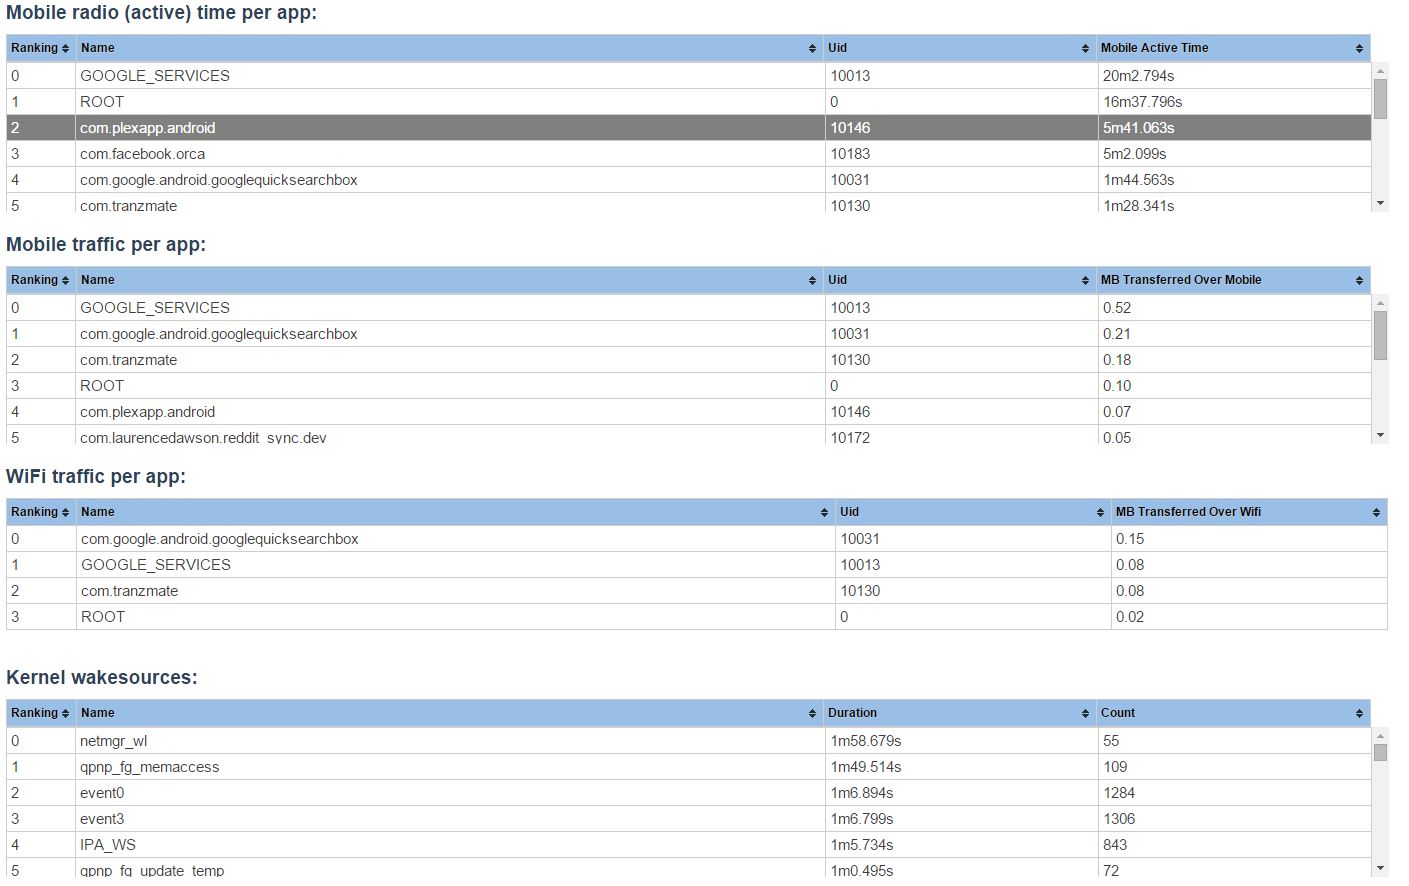 Mobile radio (active) time per app:
Ranking Name Uid Mobile Active Time
0 GOOGLE_SERVICES 10013 20m2.794s
1 ROOT 0 16m37.796s
2 com.plexapp.android 10146 5m41.063s
3 com.facebook.orca 10183 5m2.099s
4 com.google.android.googlequicksearchbox 10031 1m44.563s
5 com.tranzmate 10130 1m28.341s
Mobile traffic per app:
Ranking Name Uid MB Transferred Over Mobile
0 GOOGLE_SERVICES 10013 0.52
1 com.google.android.googlequicksearchbox 10031 0.21
2 com.tranzmate 10130 0.18
3 ROOT 0 0.10
4 com.plexapp.android 10146 0.07
5 com.laurencedawson.reddit_sync.dev 10172 0.05
WiFi traffic per app:
Ranking Name Uid MB Transferred Over Wifi
0 com.google.android.googlequicksearchbox 10031 0.15
1 GOOGLE_SERVICES 10013 0.08
2 com.tranzmate 10130 0.08
3 ROOT 0 0.02
Kernel wakesources:
Ranking Name Duration Count
0 netmgr_wl 1m58.679s 55
1 qpnp_fg_memaccess 1m49.514s 109
2 event0 1m6.894s 1284
3 event3 1m6.799s 1306
4 IPA_WS 1m5.734s 843
5 qpnp_fg_update_temp 1m0.495s 72